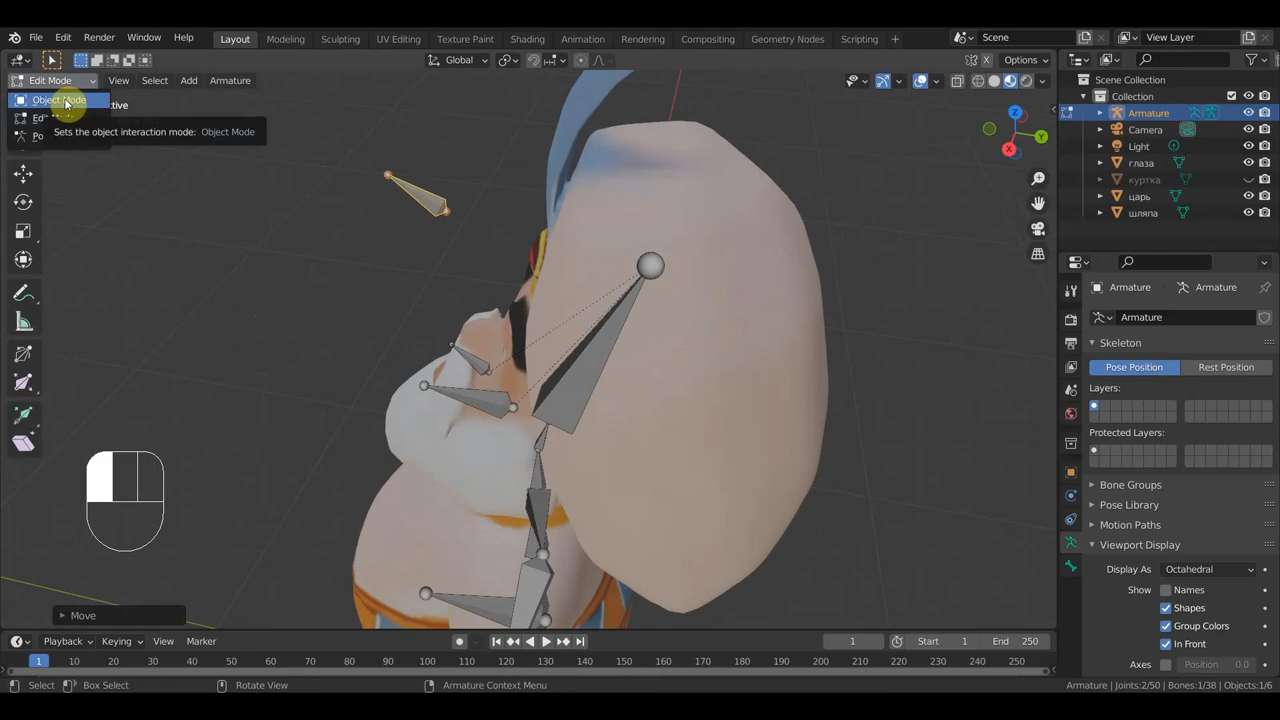 File Edit Render Window Help
Layout Modeling Sculpting UV Editing Texture Paint Shading Animation Rendering Compositing Geometry Nodes Scripting +
Scene
View Layer
Global
Options
Edit Mode
View Select Add Armature
Object Mode
Sets the object interaction mode: Object Mode
Move
Scene Collection
Collection
Armature
Camera
Light
глаза
куртка
царь
шляпа
Armature Armature
Armature
Skeleton
Pose Position Rest Position
Layers:
Protected Layers:
Bone Groups
Pose Library
Motion Paths
Viewport Display
Display As Octahedral
Show Names
Shapes
Group Colors
In Front
Axes Position 0.0
Z
Y
X
Playback Keying View Marker
1 Start 1 End 250
1 10 20 30 40 50 60 70 80 90 100 110 120 130 140 150 160 170 180 190 200 210 220 230 240 250
Select Box Select Rotate View Armature Context Menu
Armature | Joints:2/50 | Bones:1/38 | Objects:1/6